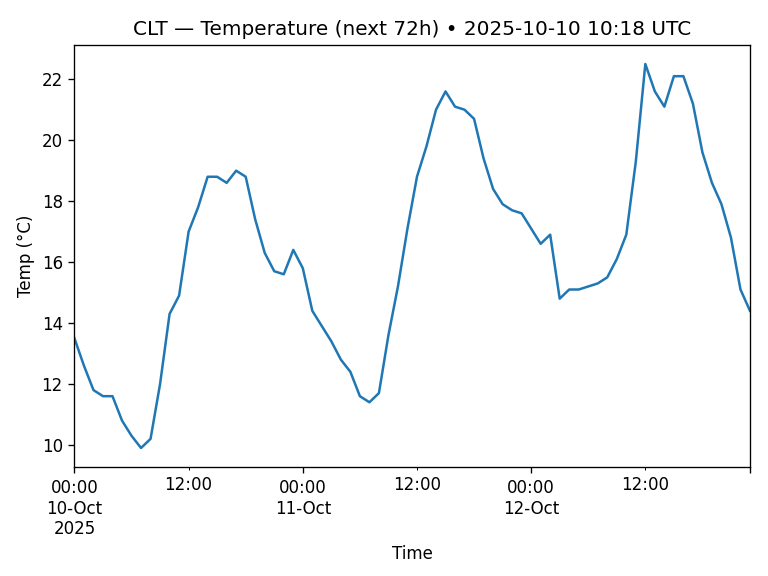 CLT — Temperature (next 72h) • 2025-10-10 10:18 UTC
Temp (°C)
22
20
18
16
14
12
10
00:00 12:00 00:00 12:00 00:00 12:00
10-Oct 11-Oct 12-Oct
2025
Time